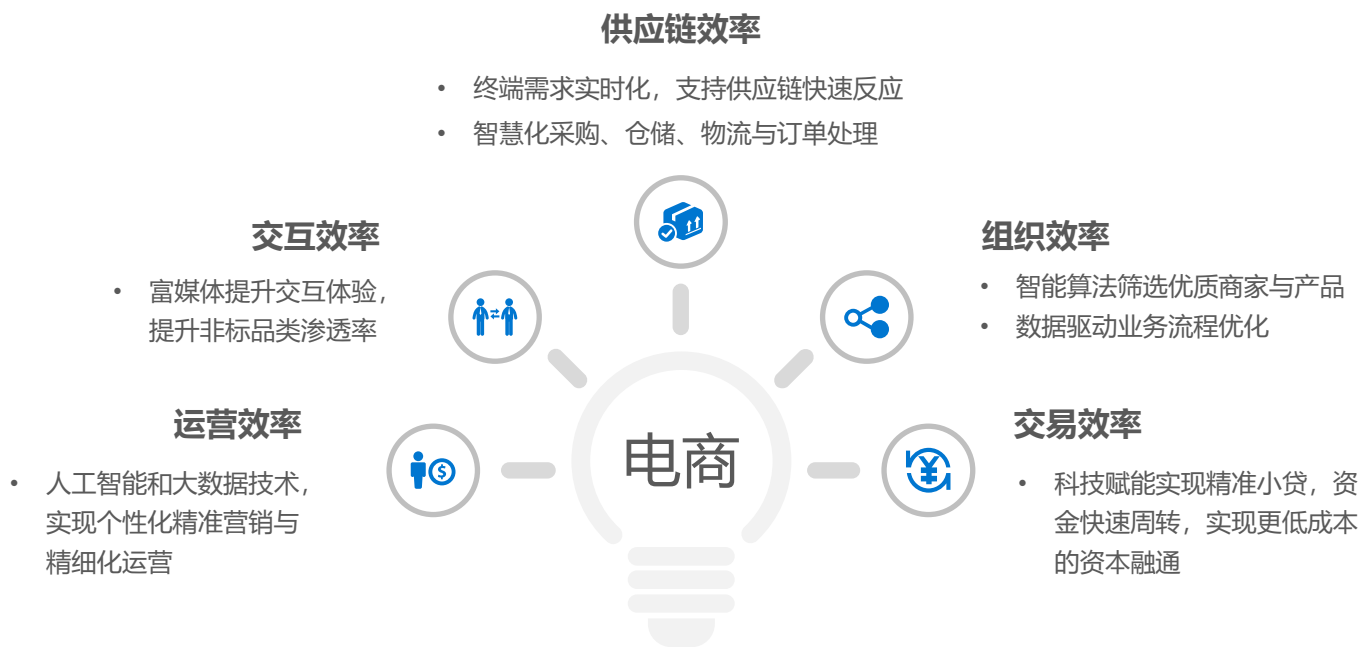 供应链效率
• 终端需求实时化，支持供应链快速反应
• 智慧化采购、仓储、物流与订单处理
交互效率
• 富媒体提升交互体验，
提升非标品类渗透率
组织效率
• 智能算法筛选优质商家与产品
• 数据驱动业务流程优化
运营效率
• 人工智能和大数据技术，
实现个性化精准营销与
精细化运营
电商
交易效率
• 科技赋能实现精准小贷，资
金快速周转，实现更低成本
的资本融通